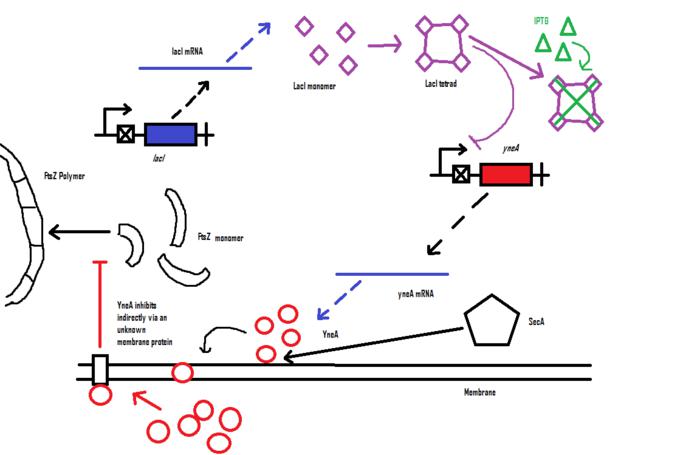 IPTG
lacI mRNA
LacI monomer
LacI tetrad
lacI
yneA
FtsZ Polymer
FtsZ monomer
yneA mRNA
YneA inhibits
indirectly via an
unknown
membrane protein
YneA
SecA
Membrane